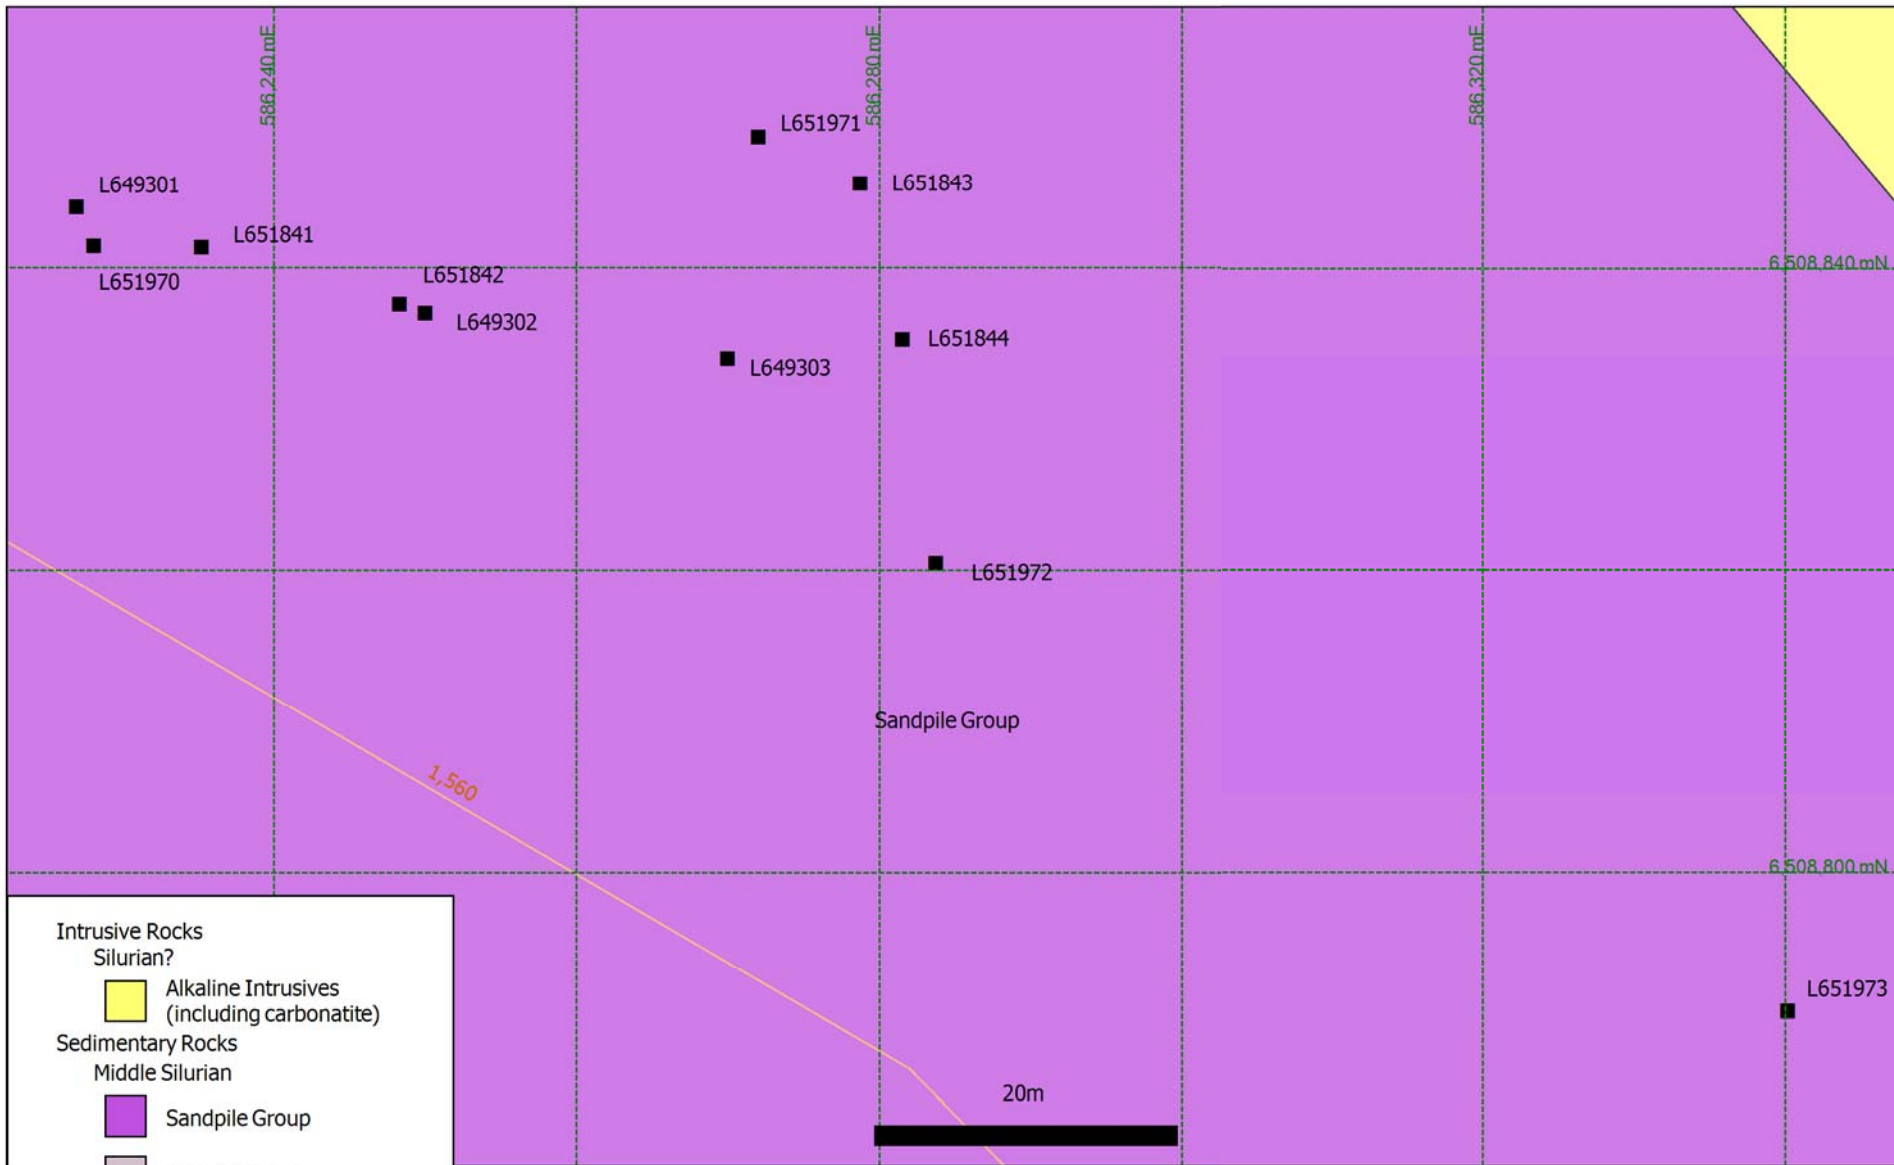 586,240 mE
586,280 mE
586,320 mE
L651971
L649301
L651843
L651841
6,508,840 mN
L651970
L651842
L649302
L651844
L649303
L651972
Sandpile Group
1,560
6,508,800 mN
Intrusive Rocks
Silurian?
Alkaline Intrusives
(including carbonatite)
L651973
Sedimentary Rocks
Middle Silurian
20m
Sandpile Group